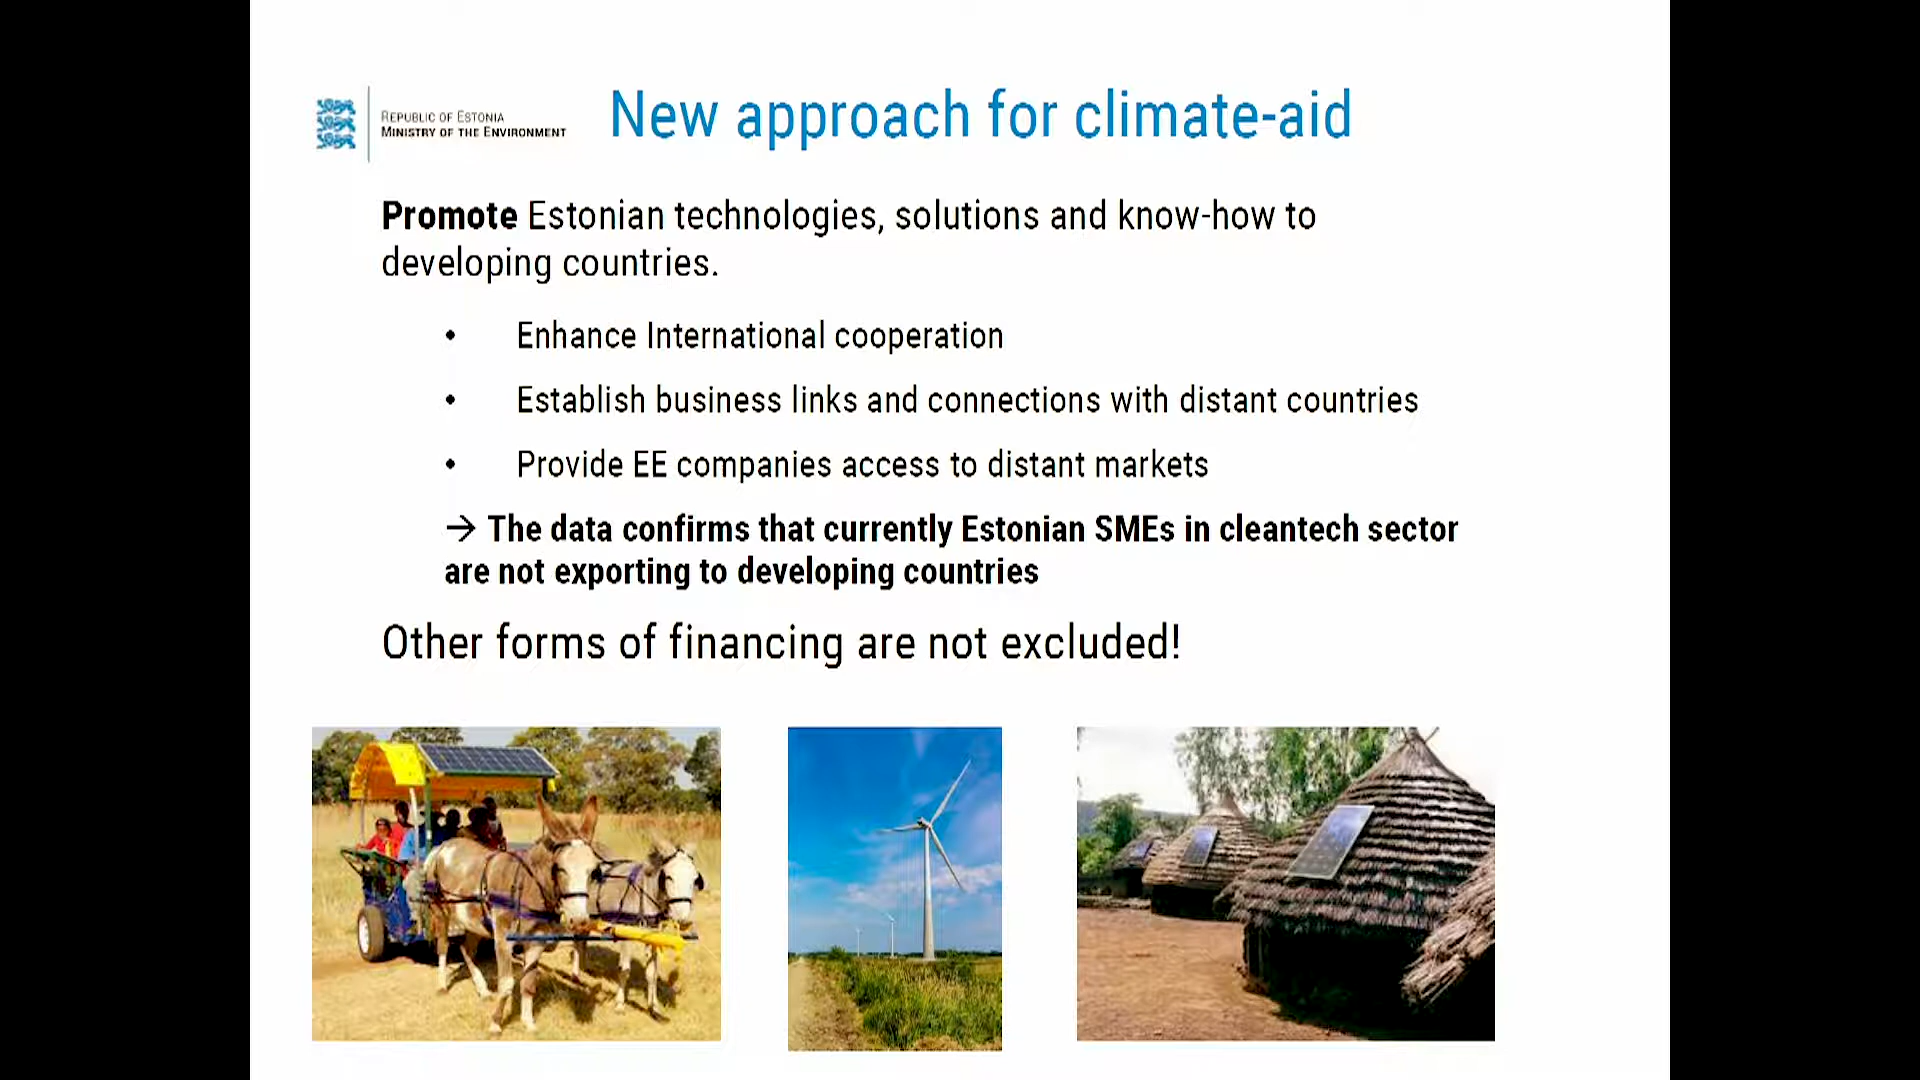 REPUBLIC OF ESTONIA
MINISTRY OF THE ENVIRONMENT
New approach for climate-aid
Promote Estonian technologies, solutions and know-how to
developing countries.
• Enhance International cooperation
• Establish business links and connections with distant countries
• Provide EE companies access to distant markets
→ The data confirms that currently Estonian SMEs in cleantech sector
are not exporting to developing countries
Other forms of financing are not excluded!